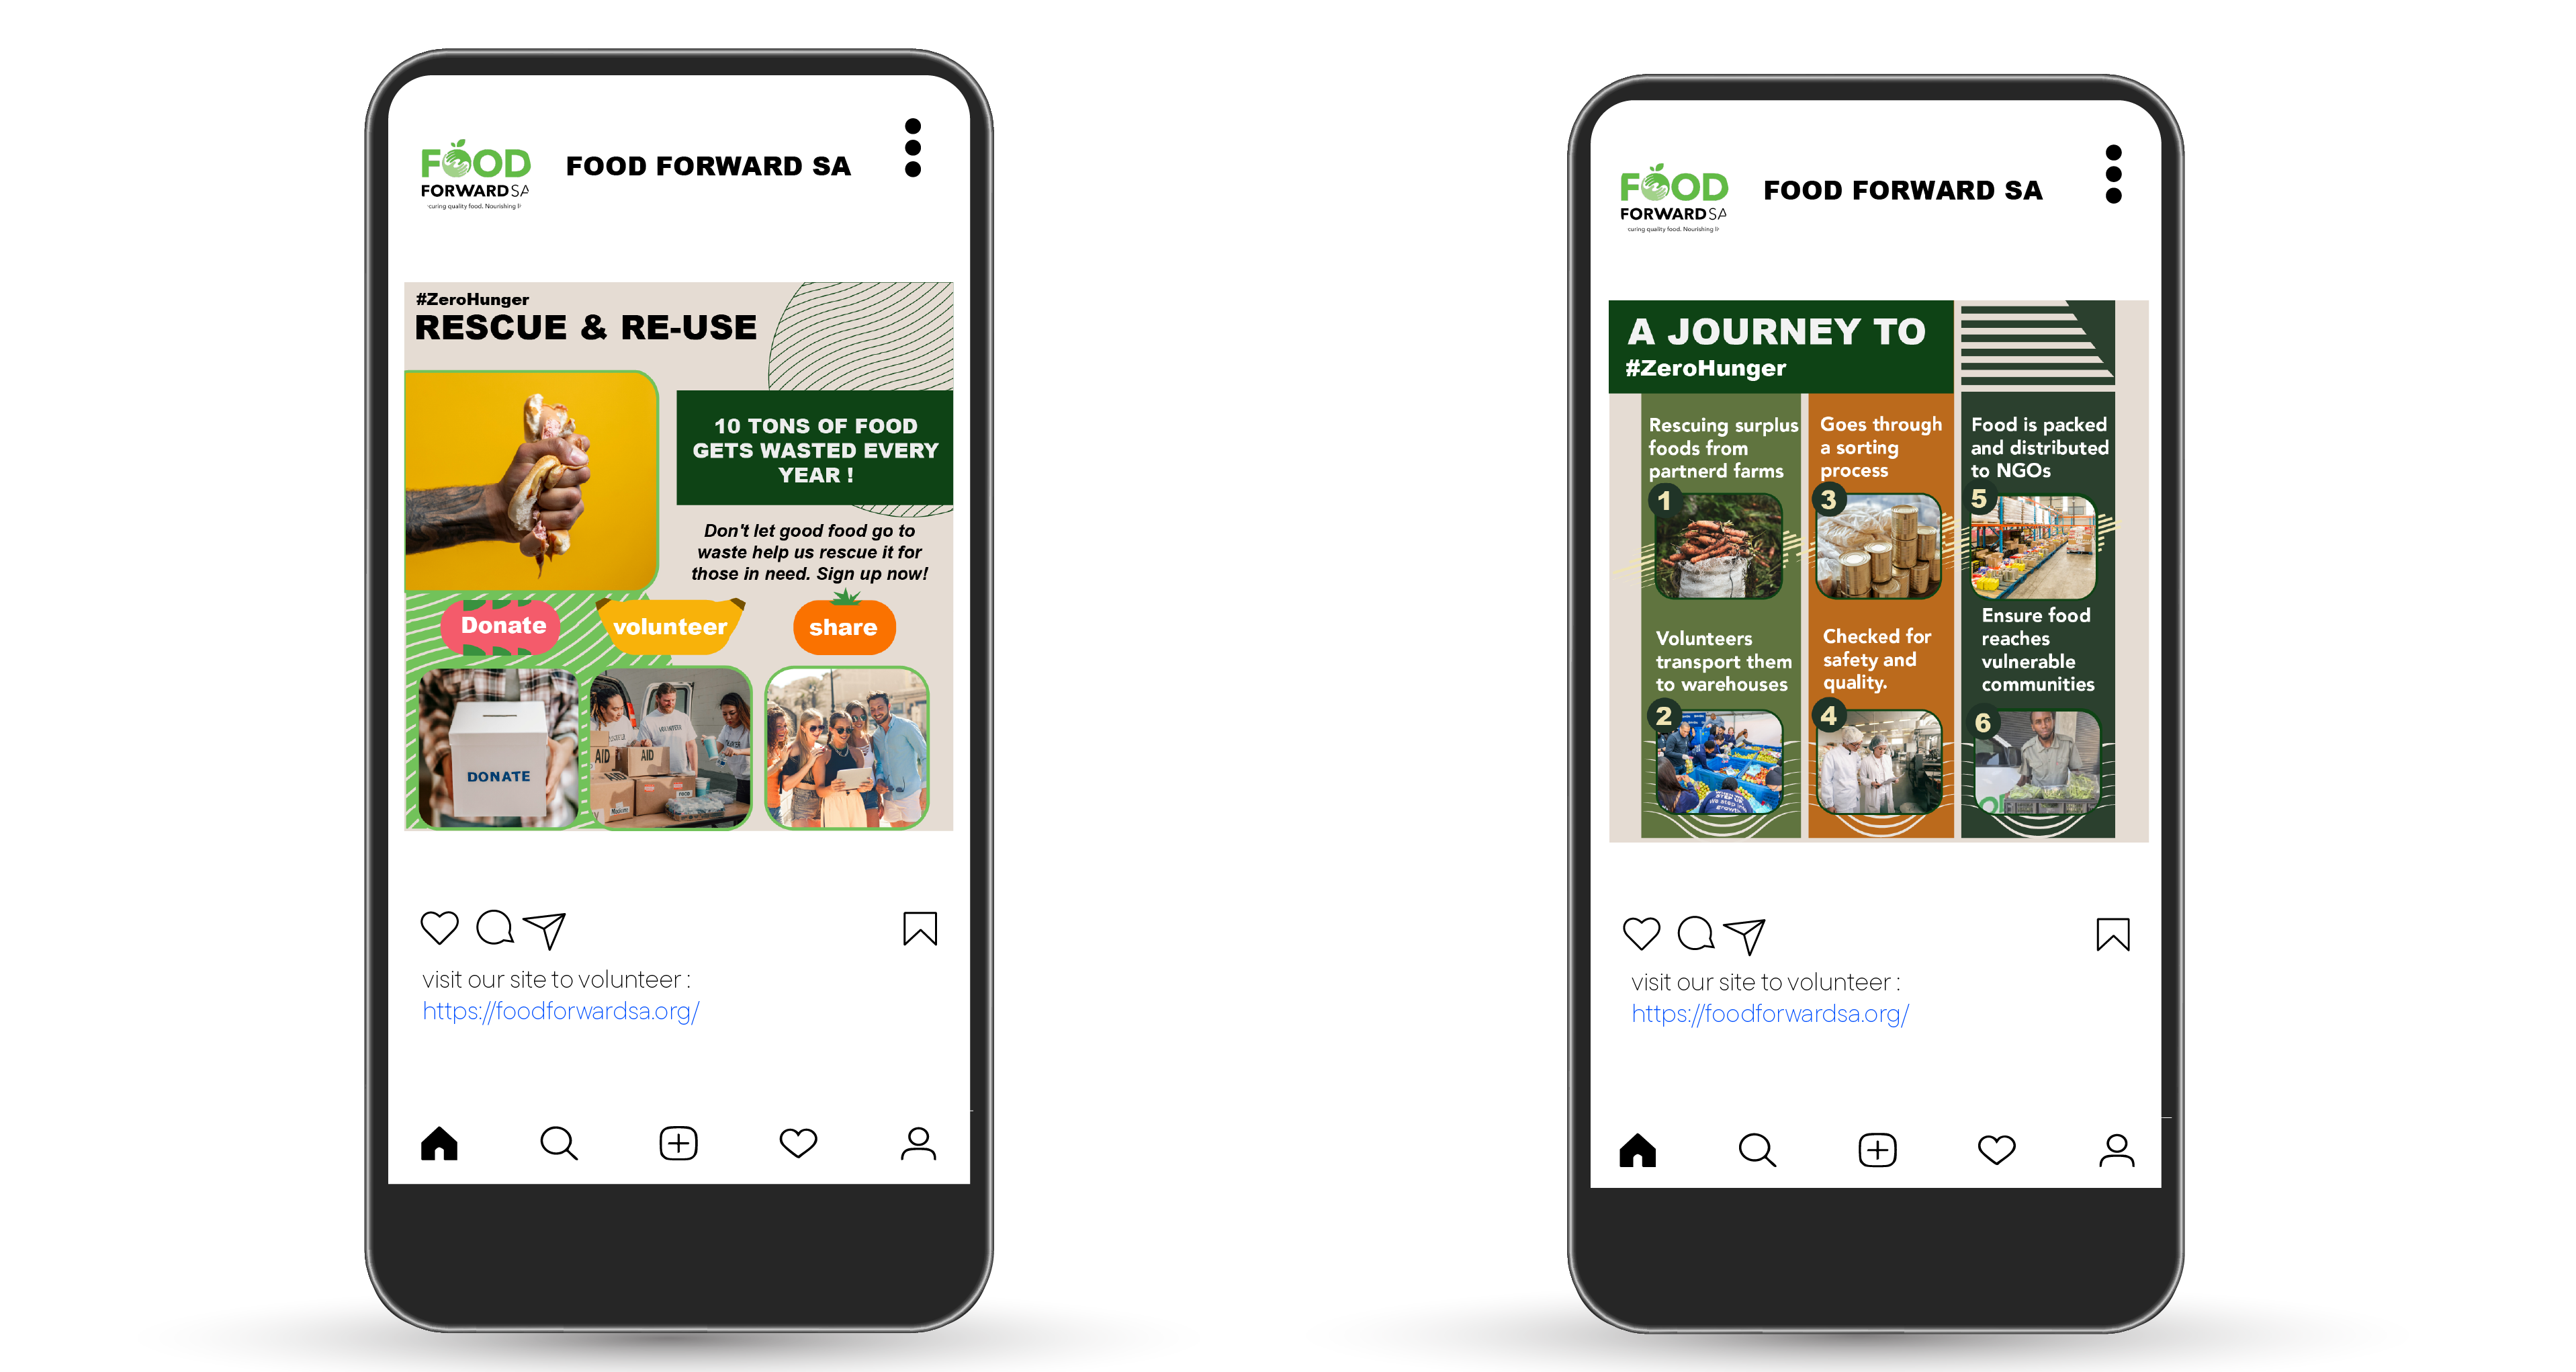 FOOD
FORWARD SA
curing quality food. Nourishing li
FOOD FORWARD SA
#ZeroHunger
RESCUE & RE-USE
10 TONS OF FOOD
GETS WASTED EVERY
YEAR !
Don't let good food go to
waste help us rescue it for
those in need. Sign up now!
Donate
volunteer
share
DONATE
VOLUNTEER
AID
AID
visit our site to volunteer :
https://foodforwardsa.org/
FOOD
FORWARD SA
curing quality food. Nourishing li
FOOD FORWARD SA
A JOURNEY TO
#ZeroHunger
Rescuing surplus
foods from
partnerd farms
1
Volunteers
transport them
to warehouses
2
Goes through
a sorting
process
3
Checked for
safety and
quality.
4
Food is packed
and distributed
to NGOs
5
Ensure food
reaches
vulnerable
communities
6
visit our site to volunteer :
https://foodforwardsa.org/